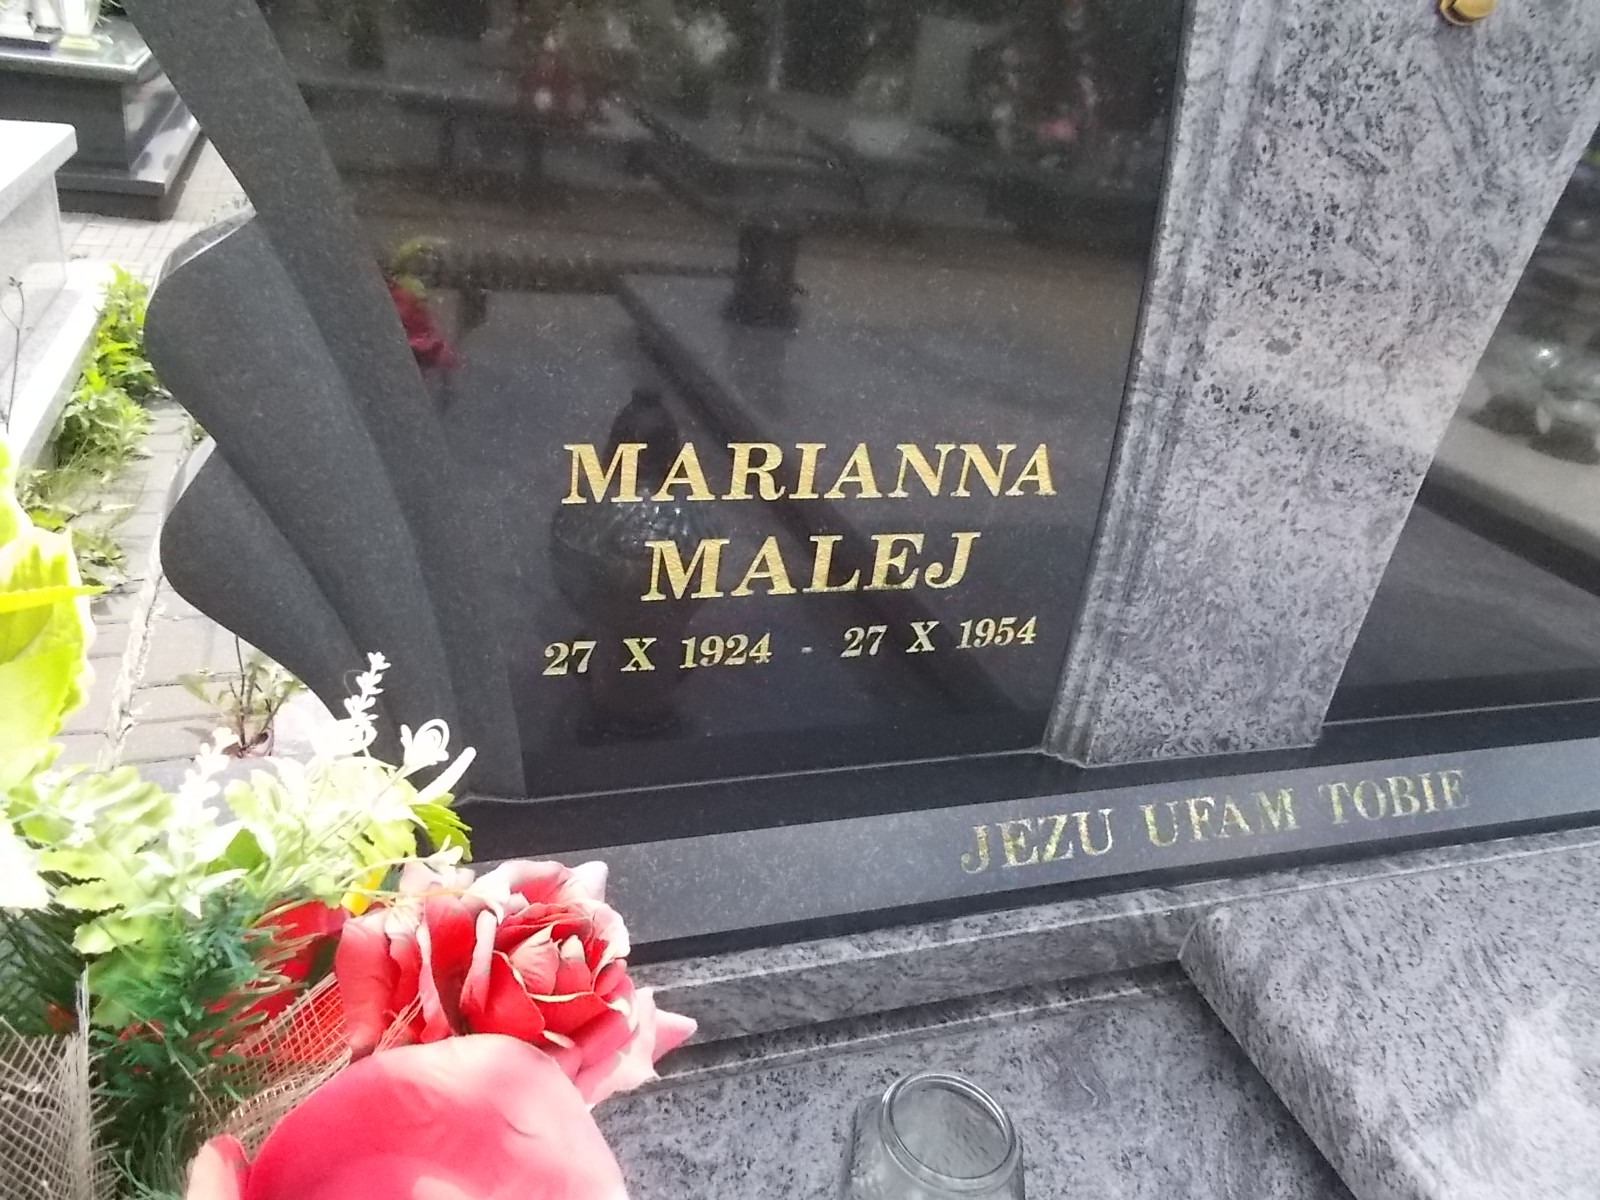 MARIANNA
MALEJ
27 X 1924 - 27 X 1954
JEZU UFAM TOBIE